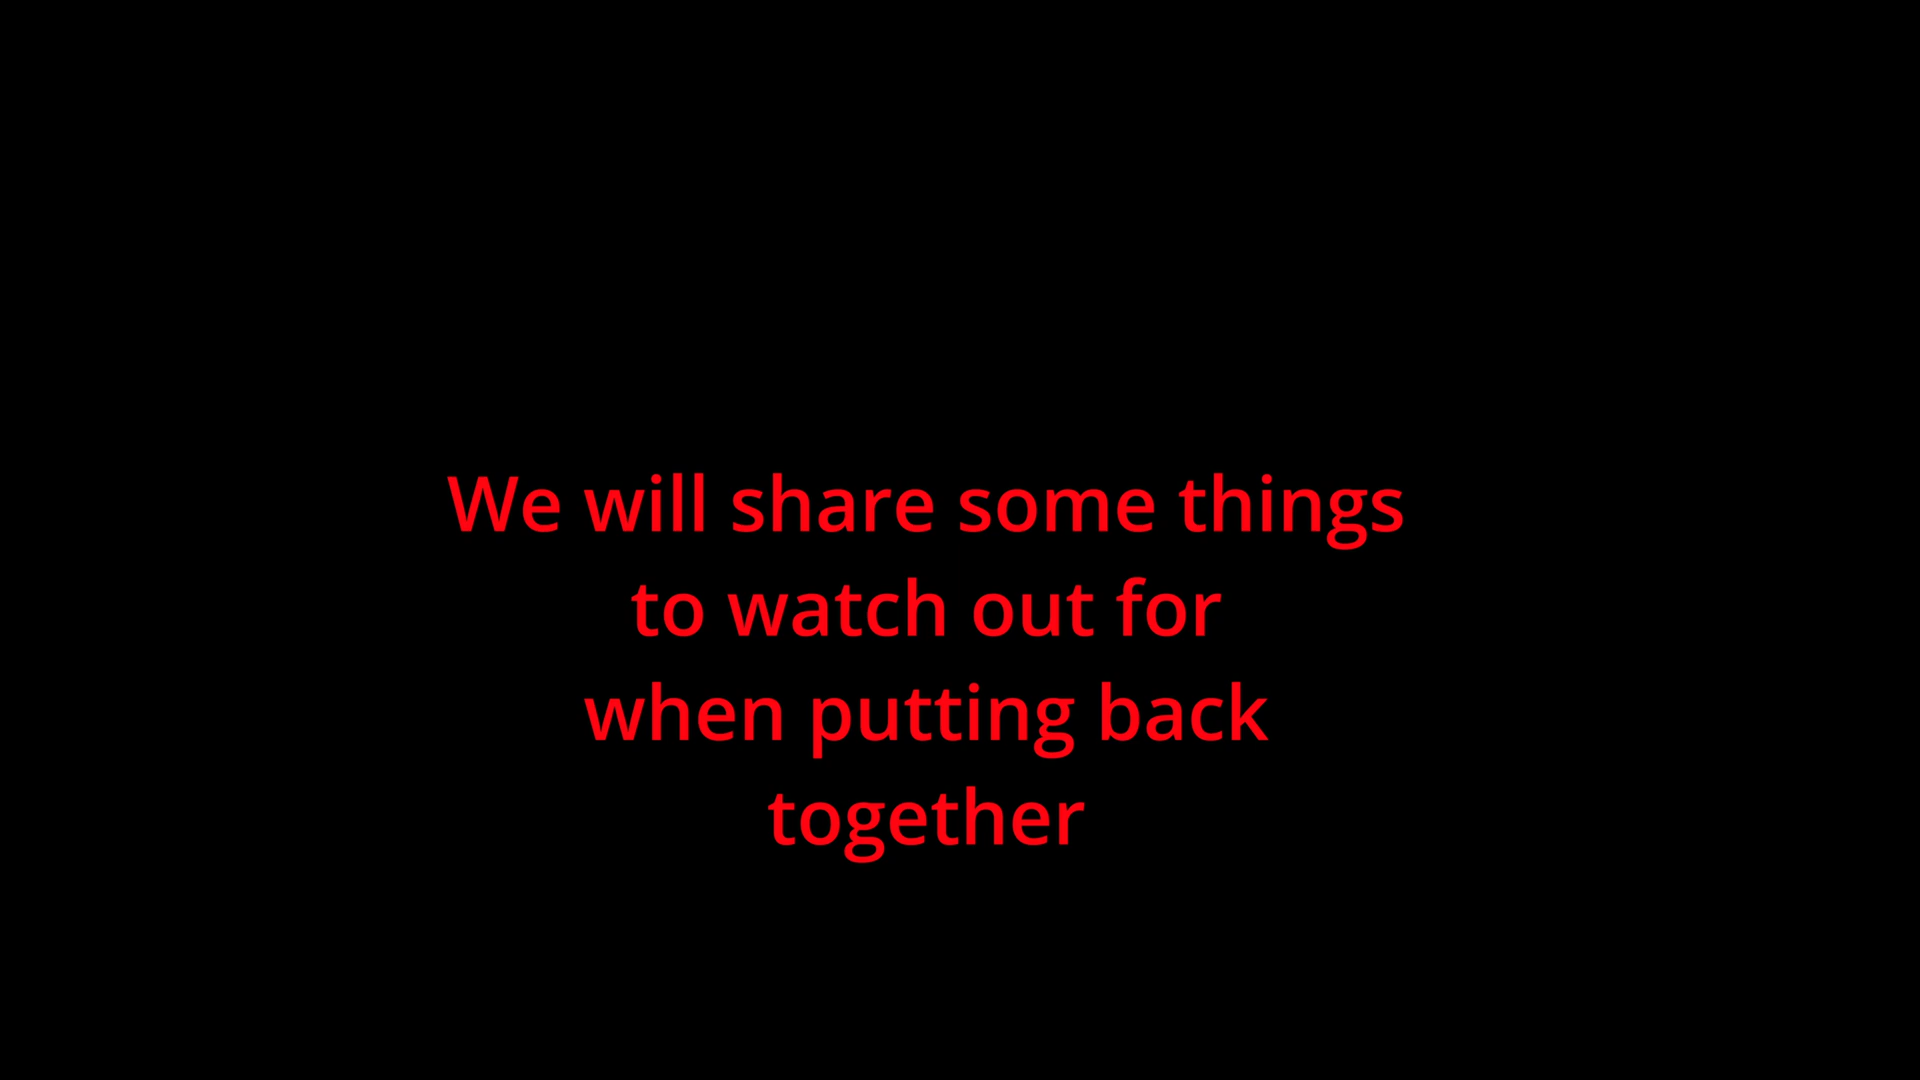 We will share some things
to watch out for
when putting back
together